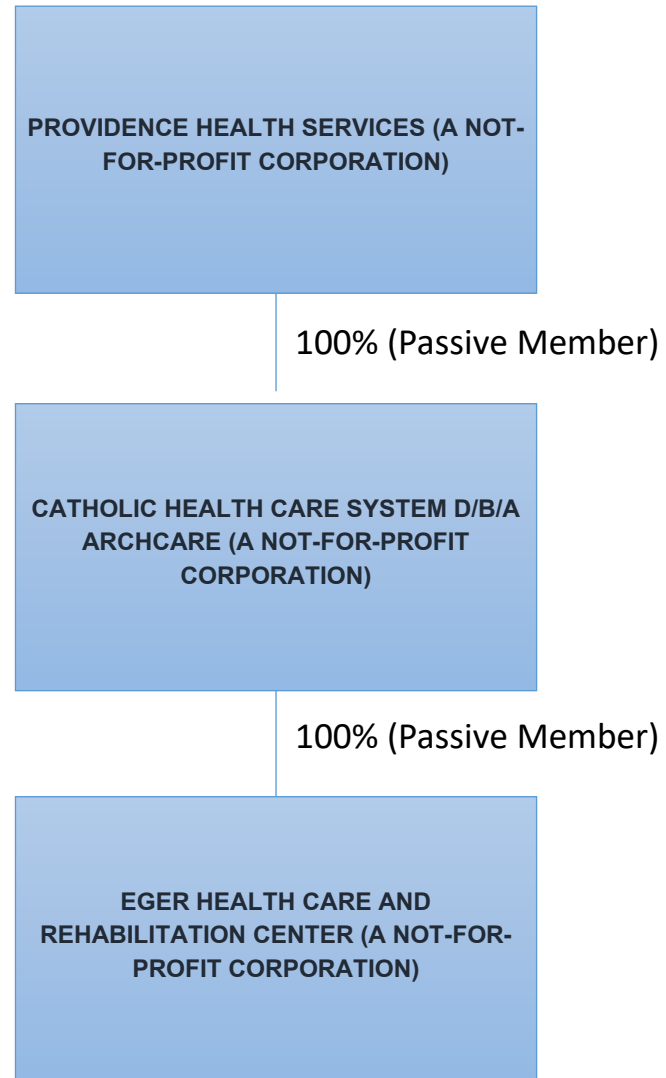 PROVIDENCE HEALTH SERVICES (A NOT-
FOR-PROFIT CORPORATION)
100% (Passive Member)
CATHOLIC HEALTH CARE SYSTEM D/B/A
ARCHCARE (A NOT-FOR-PROFIT
CORPORATION)
100% (Passive Member)
EGER HEALTH CARE AND
REHABILITATION CENTER (A NOT-FOR-
PROFIT CORPORATION)